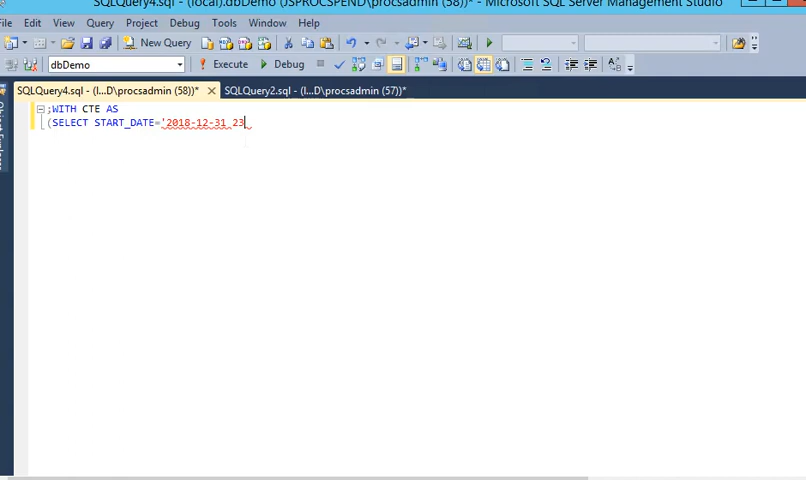 SQLQuery4.sql - (local).dbDemo (JSPROCSPEND\procsadmin (58))* - Microsoft SQL Server Management Studio
File Edit View Query Project Debug Tools Window Help
New Query
dbDemo Execute Debug
SQLQuery4.sql - (l...D\procsadmin (58))* SQLQuery2.sql - (l...D\procsadmin (57))*
Object Explorer
;WITH CTE AS
(SELECT START_DATE='2018-12-31 23